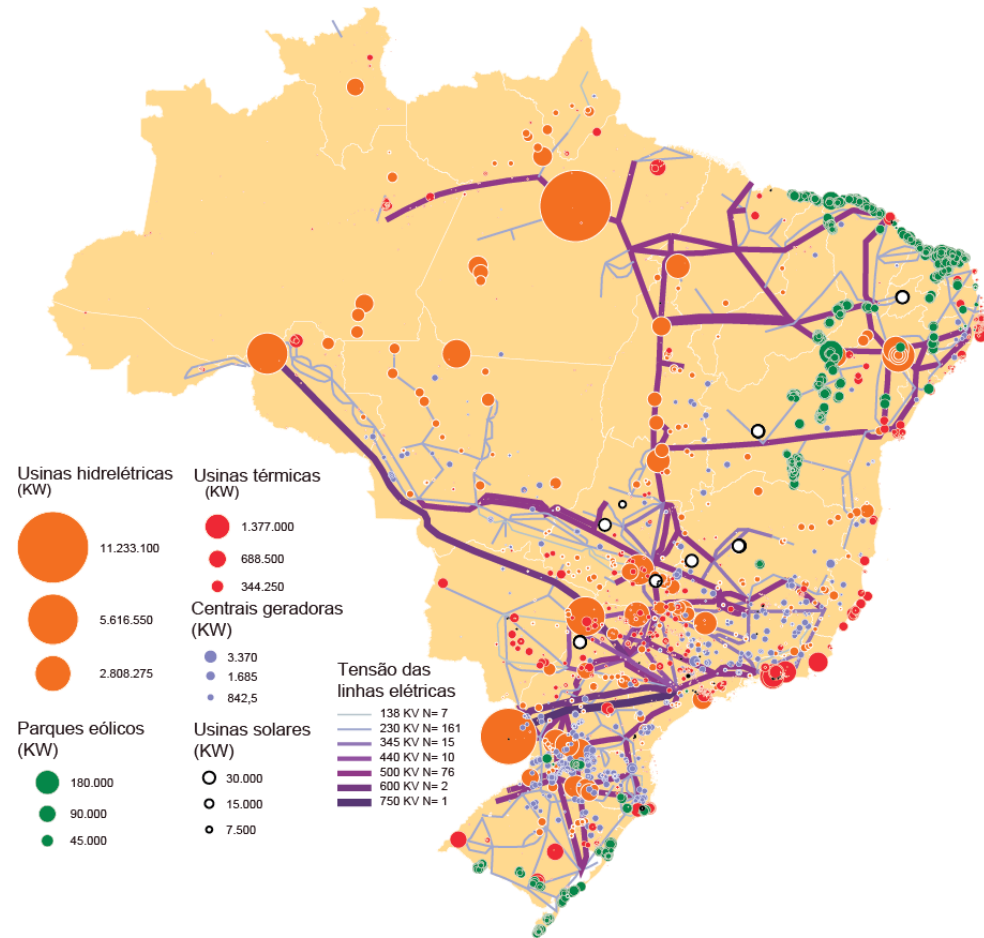 Usinas hidrelétricas
(KW)
11.233.100
5.616.550
2.808.275
Parques eólicos
(KW)
180.000
90.000
45.000
Usinas térmicas
(KW)
1.377.000
688.500
344.250
Centrais geradoras
(KW)
3.370
1.685
842,5
Usinas solares
(KW)
30.000
15.000
7.500
Tensão das
linhas elétricas
138 KV N= 7
230 KV N= 161
345 KV N= 15
440 KV N= 10
500 KV N= 76
600 KV N= 2
750 KV N= 1